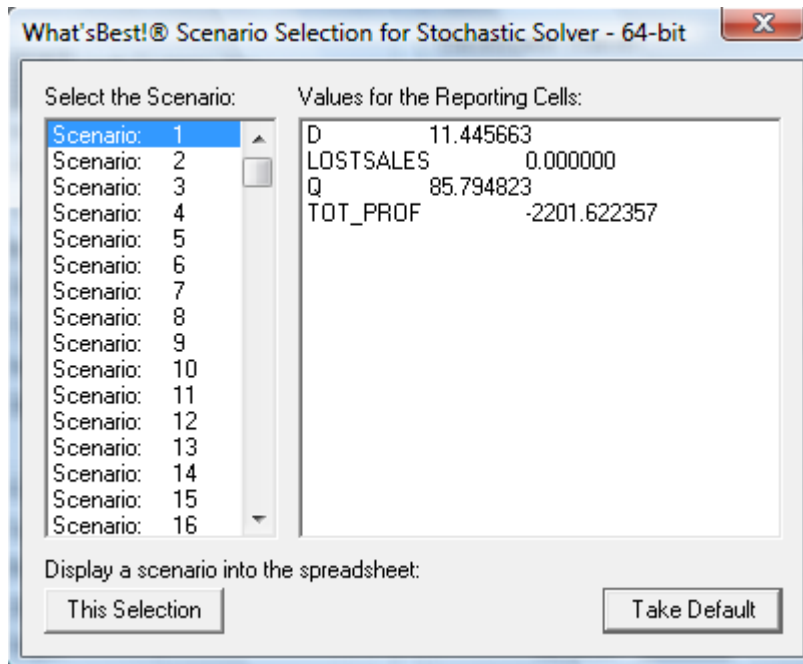 What'sBest!® Scenario Selection for Stochastic Solver - 64-bit
Select the Scenario:
Values for the Reporting Cells:
Scenario: 1
Scenario: 2
Scenario: 3
Scenario: 4
Scenario: 5
Scenario: 6
Scenario: 7
Scenario: 8
Scenario: 9
Scenario: 10
Scenario: 11
Scenario: 12
Scenario: 13
Scenario: 14
Scenario: 15
Scenario: 16
D 11.445663
LOSTSALES 0.000000
Q 85.794823
TOT_PROF -2201.622357
Display a scenario into the spreadsheet:
This Selection
Take Default